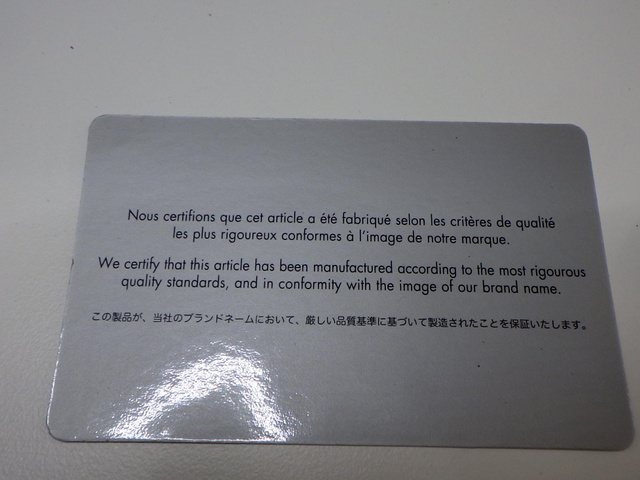 Nous certifions que cet article a été fabriqué selon les critères de qualité
les plus rigoureux conformes à l'image de notre marque.
We certify that this article has been manufactured according to the most rigourous
quality standards, and in conformity with the image of our brand name.
この製品が、当社のブランドネームにおいて、厳しい品質基準に基づいて製造されたことを保証いたします。